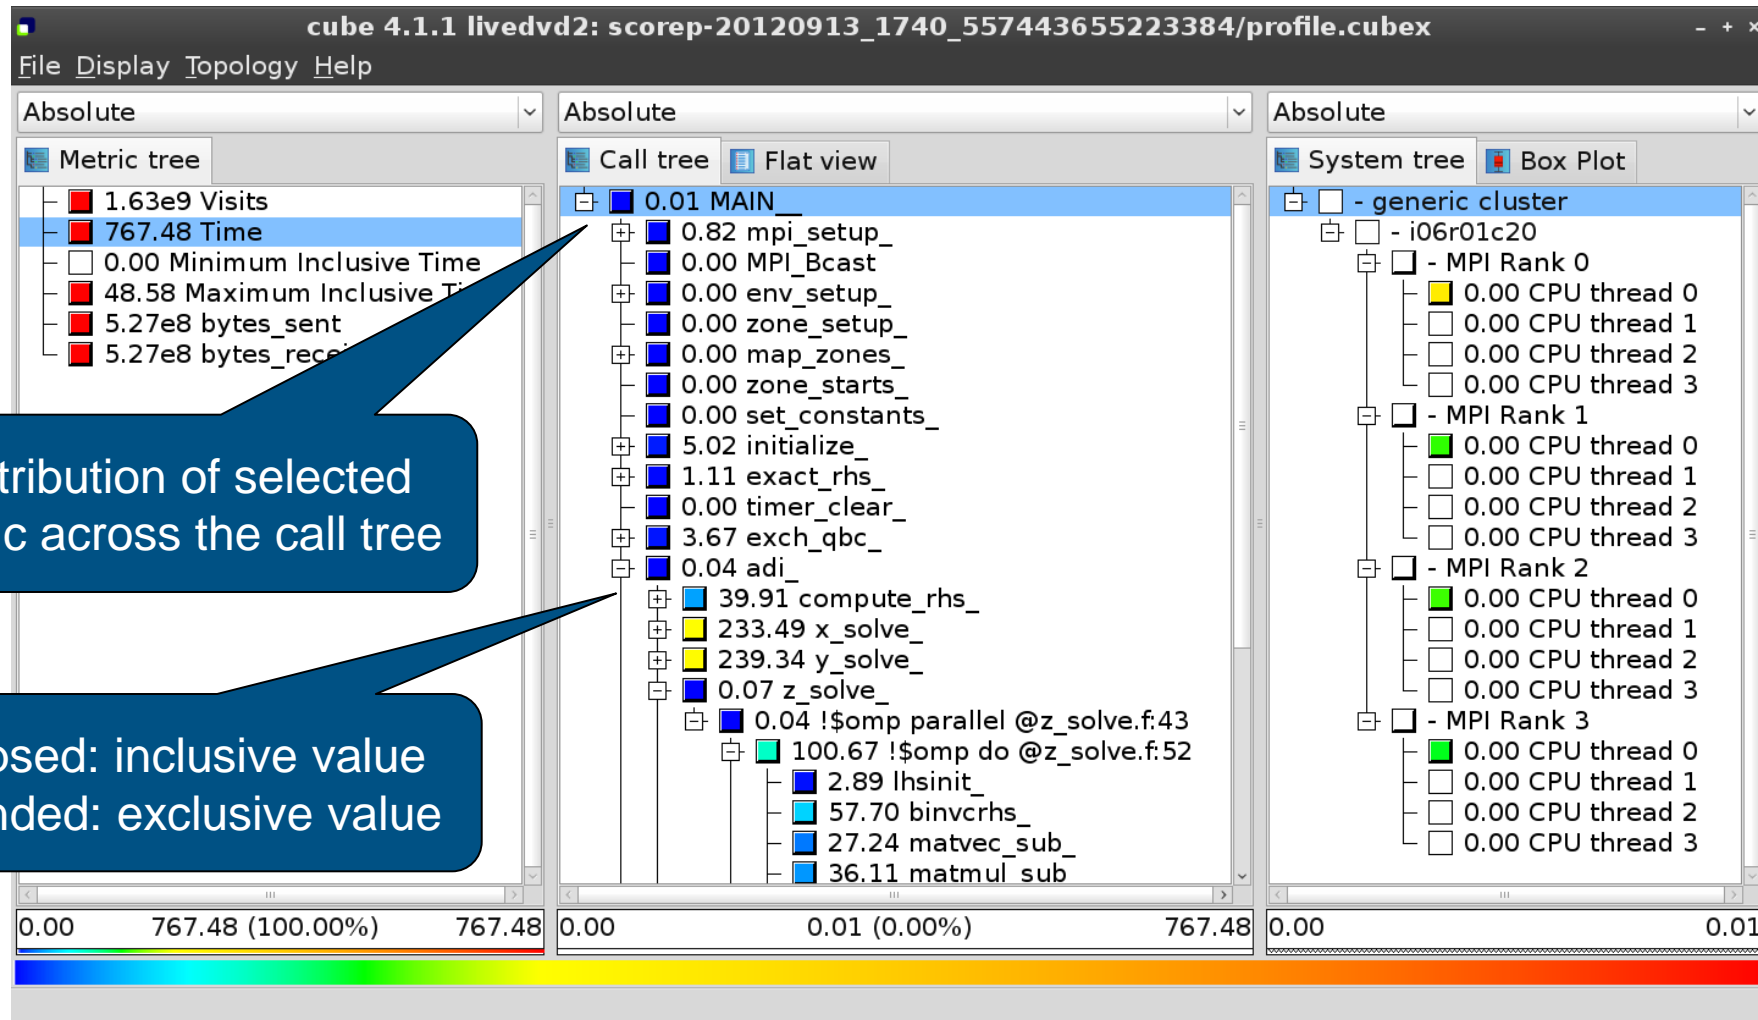 cube 4.1.1 livedvd2: scorep-20120913_1740_557443655223384/profile.cubex
File Display Topology Help
Absolute
Metric tree
1.63e9 Visits
767.48 Time
0.00 Minimum Inclusive Time
48.58 Maximum Inclusive
5.27e8 bytes_sent
5.27e8
tribution of selected
c across the call tree
osed: inclusive value
nded: exclusive value
0.00 767.48 (100.00%) 767.48
Absolute
Call tree Flat view
0.01 MAIN__
0.82 mpi_setup_
0.00 MPI_Bcast
0.00 env_setup_
0.00 zone_setup_
0.00 map_zones_
0.00 zone_starts_
0.00 set_constants_
5.02 initialize_
1.11 exact_rhs_
0.00 timer_clear_
3.67 exch_qbc_
0.04 adi_
39.91 compute_rhs_
233.49 x_solve_
239.34 y_solve_
0.07 z_solve_
0.04 !$omp parallel @z_solve.f:43
100.67 !$omp do @z_solve.f:52
2.89 lhsinit_
57.70 binvcrhs_
27.24 matvec_sub_
36.11 matmul_sub
0.00 0.01 (0.00%) 767.48
Absolute
System tree Box Plot
- generic cluster
- i06r01c20
- MPI Rank 0
0.00 CPU thread 0
0.00 CPU thread 1
0.00 CPU thread 2
0.00 CPU thread 3
- MPI Rank 1
0.00 CPU thread 0
0.00 CPU thread 1
0.00 CPU thread 2
0.00 CPU thread 3
- MPI Rank 2
0.00 CPU thread 0
0.00 CPU thread 1
0.00 CPU thread 2
0.00 CPU thread 3
- MPI Rank 3
0.00 CPU thread 0
0.00 CPU thread 1
0.00 CPU thread 2
0.00 CPU thread 3
0.00 0.01